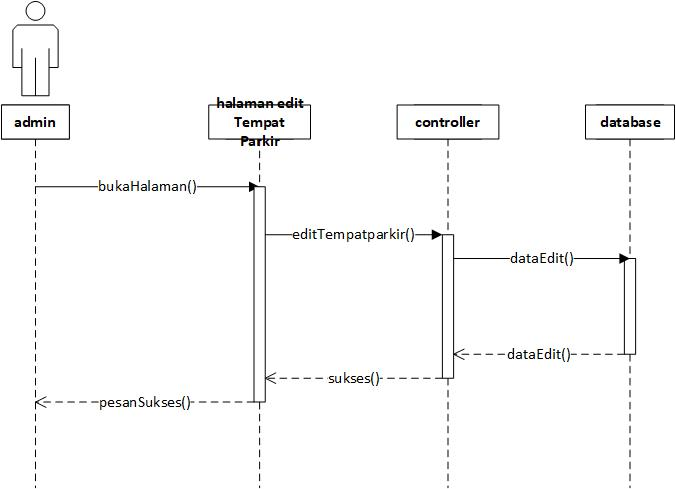 admin
halaman edit
Tempat
Parkir
controller
database
bukaHalaman()
editTempatparkir()
dataEdit()
dataEdit()
sukses()
pesanSukses()